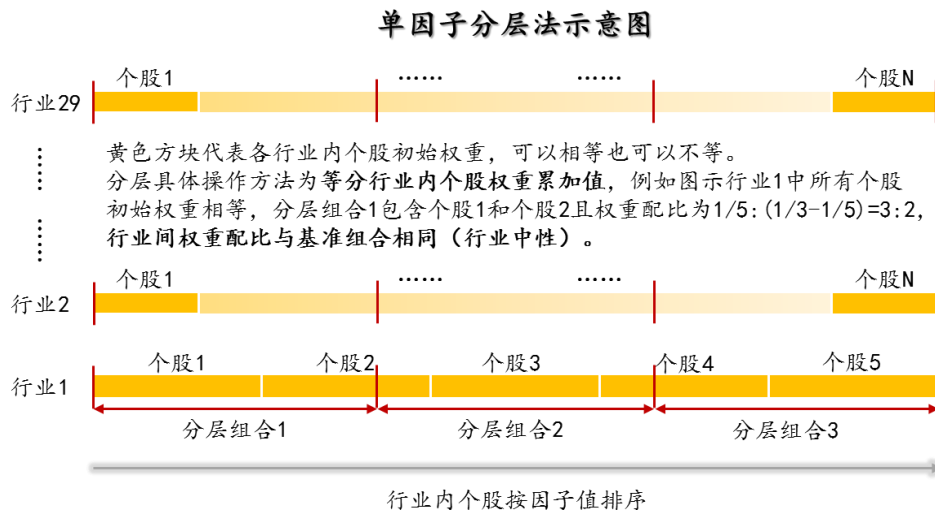 单因子分层法示意图
个股1 …… …… 个股N
行业29
黄色方块代表各行业内个股初始权重，可以相等也可以不等。
分层具体操作方法为等分行业内个股权重累加值，例如图示行业1中所有个股
初始权重相等，分层组合1包含个股1和个股2且权重配比为1/5:(1/3-1/5)=3:2，
行业间权重配比与基准组合相同（行业中性）。
……
……
个股1 …… …… 个股N
行业2
个股1 个股2 个股3 个股4 个股5
行业1
分层组合1 分层组合2 分层组合3
行业内个股按因子值排序